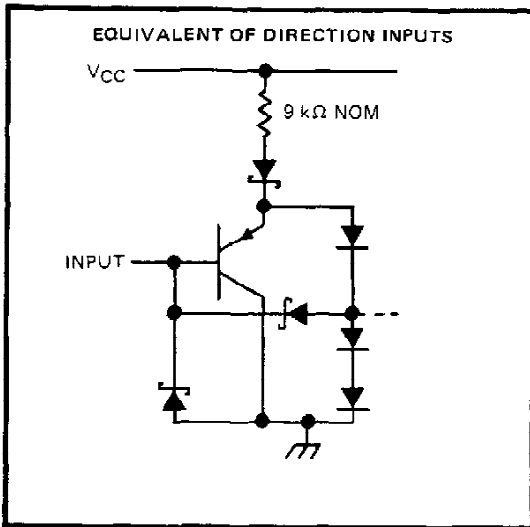 EQUIVALENT OF DIRECTION INPUTS
VCC
9 kΩ NOM
INPUT